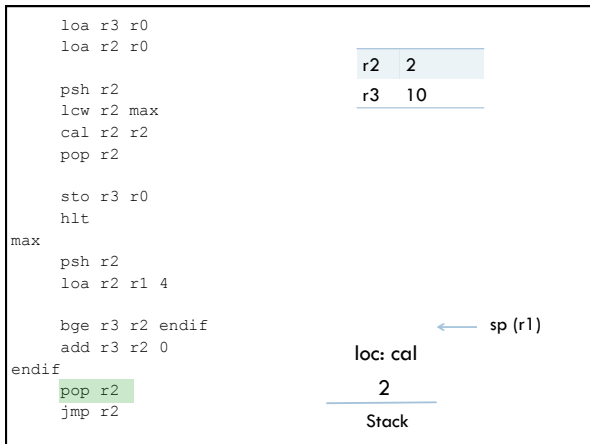 loa r3 r0
loa r2 r0
psh r2
lcw r2 max
cal r2 r2
pop r2
sto r3 r0
hlt
max
psh r2
loa r2 r1 4
bge r3 r2 endif
add r3 r2 0
endif
pop r2
jmp r2
r2 2
r3 10
sp (r1)
loc: cal
2
Stack